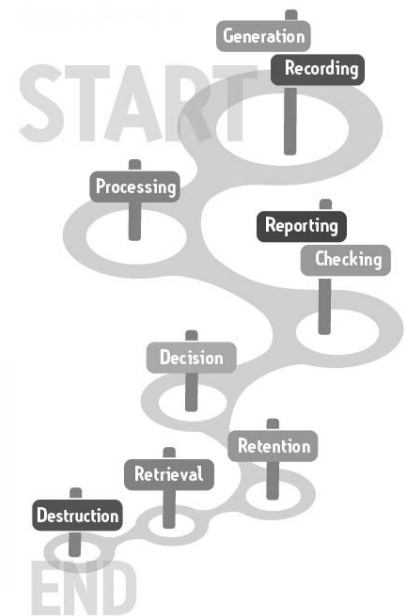 Generation
START
Recording
Processing
Reporting
Checking
Decision
Retention
Retrieval
Destruction
END